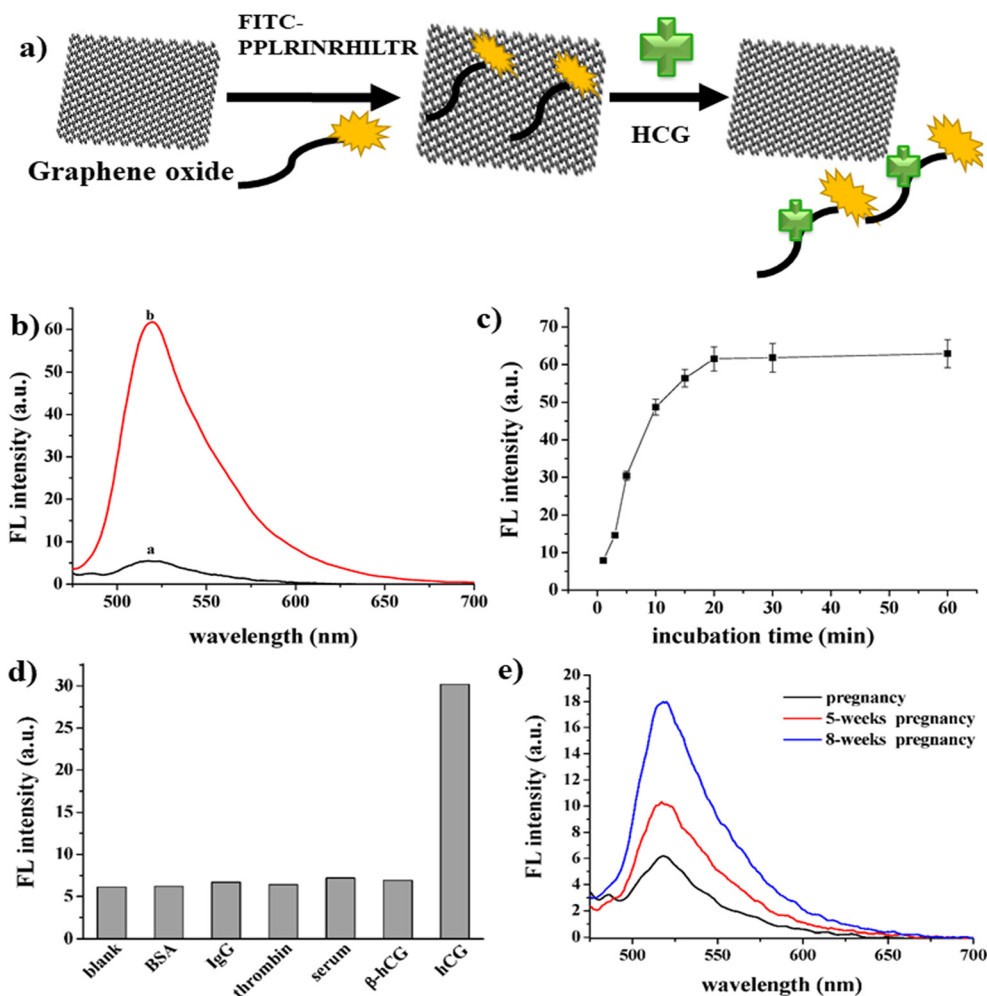 a)
FITC-
PPLRINRHILTR
HCG
Graphene oxide
b)
FL intensity (a.u.)
60
50
40
30
20
10
0
b
a
500 550 600 650 700
wavelength (nm)
c)
FL intensity (a.u.)
70
60
50
40
30
20
10
0
0 10 20 30 40 50 60
incubation time (min)
d)
FL intensity (a.u.)
30
25
20
15
10
5
0
blank BSA IgG thrombin serum β-hCG hCG
e)
FL intensity (a.u.)
18
16
14
12
10
8
6
4
2
0
pregnancy
5-weeks pregnancy
8-weeks pregnancy
500 550 600 650 700
wavelength (nm)